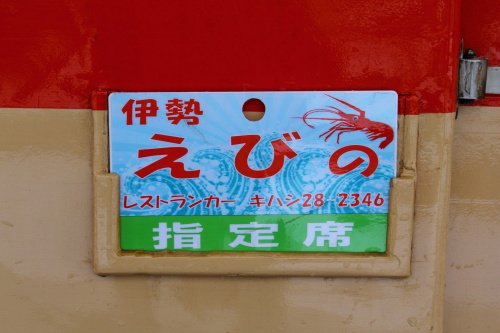 伊勢
えびの
レストランカー キハシ28-2346
指定席